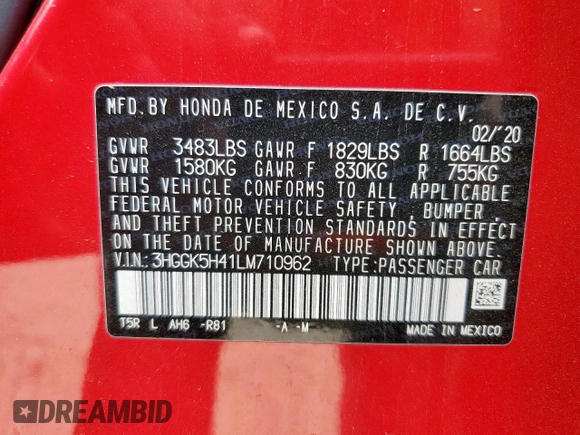 MFD. BY HONDA DE MEXICO S.A. DE C.V.
02/'20
GVWR 3483LBS GAWR F 1829LBS R 1664LBS
GVWR 1580KG GAWR F 830KG R 755KG
THIS VEHICLE CONFORMS TO ALL APPLICABLE
FEDERAL MOTOR VEHICLE SAFETY, BUMPER,
AND THEFT PREVENTION STANDARDS IN EFFECT
ON THE DATE OF MANUFACTURE SHOWN ABOVE.
V.I.N: 3HGGK5H41LM710962 TYPE:PASSENGER CAR
T5R L AH6 -R81 -A -M
MADE IN MEXICO
DREAMBID